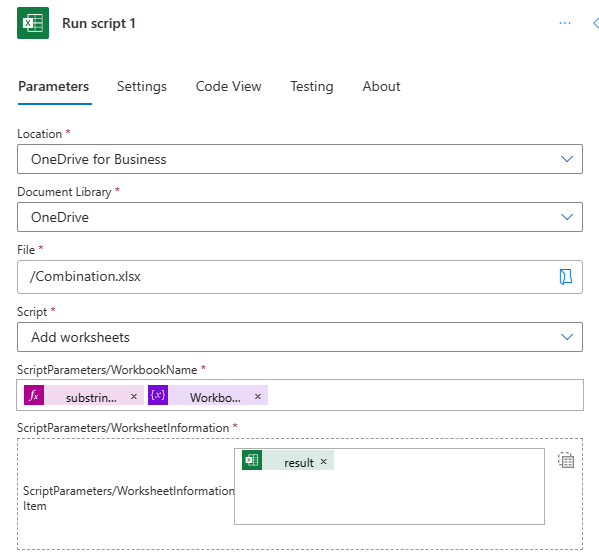 Run script 1
Parameters Settings Code View Testing About
Location *
OneDrive for Business
Document Library *
OneDrive
File *
/Combination.xlsx
Script *
Add worksheets
ScriptParameters/WorkbookName *
fx substrin... × {x} Workbo... ×
ScriptParameters/WorksheetInformation *
result ×
ScriptParameters/WorksheetInformation
Item